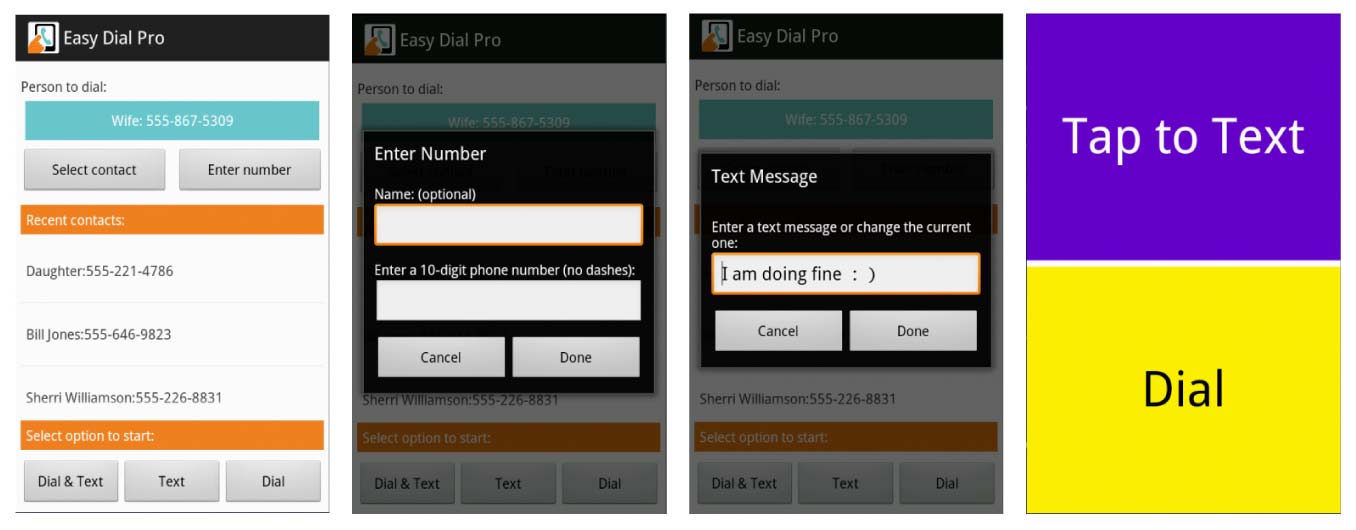 Easy Dial Pro
Person to dial:
Wife: 555-867-5309
Select contact
Enter number
Recent contacts:
Daughter:555-221-4786
Bill Jones:555-646-9823
Sherri Williamson:555-226-8831
Select option to start:
Dial & Text
Text
Dial
Easy Dial Pro
Person to dial:
Wife: 555-867-5309
Enter Number
Name: (optional)
Enter a 10-digit phone number (no dashes):
Cancel
Done
Sherri Williamson:555-226-8831
Select option to start:
Dial & Text
Text
Dial
Easy Dial Pro
Person to dial:
Wife: 555-867-5309
Text Message
Enter a text message or change the current
one:
I am doing fine : )
Cancel
Done
Sherri Williamson:555-226-8831
Select option to start:
Dial & Text
Text
Dial
Tap to Text
Dial